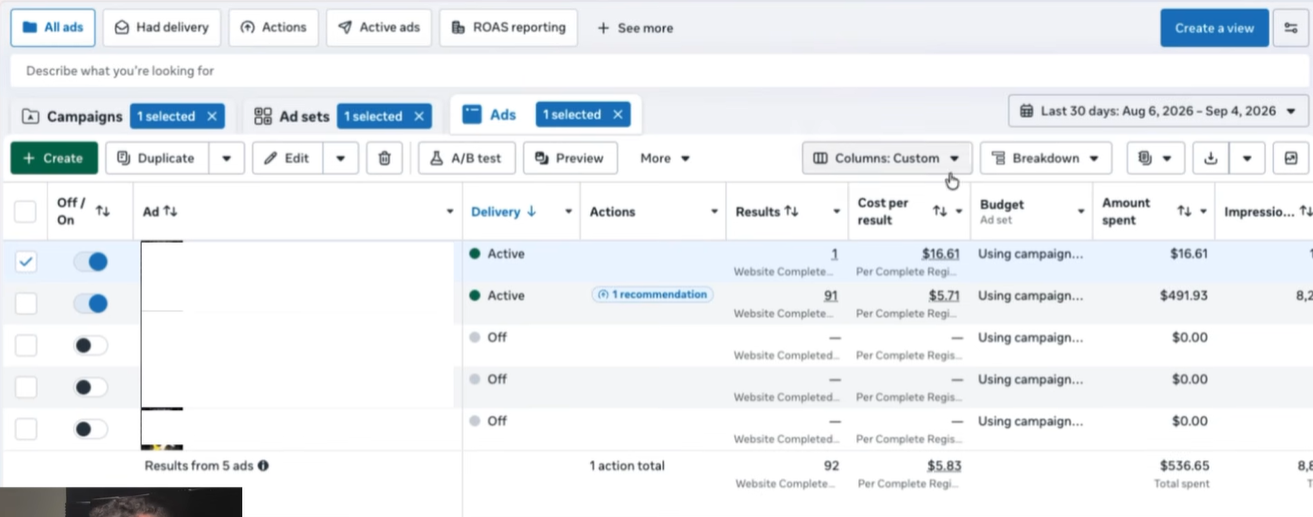 All ads Had delivery Actions Active ads ROAS reporting + See more Create a view
Describe what you're looking for
Campaigns 1 selected × Ad sets 1 selected × Ads 1 selected × Last 30 days: Aug 6, 2026 – Sep 4, 2026
+ Create Duplicate Edit A/B test Preview More Columns: Custom Breakdown
Off / On Ad Delivery Actions Results Cost per result Budget Ad set Amount spent Impressio...
Active 1 $16.61 Using campaign... $16.61
Website Complete... Per Complete Regi...
Active 1 recommendation 91 $5.71 Using campaign... $491.93 8,2
Website Complete... Per Complete Regi...
Off — — Using campaign... $0.00
Website Completed... Per Complete Regis...
Off — — Using campaign... $0.00
Website Completed... Per Complete Regis...
Off — — Using campaign... $0.00
Website Completed... Per Complete Regis...
Results from 5 ads 1 action total 92 $5.83 $536.65 8,8
Website Complete... Per Complete Regi... Total spent